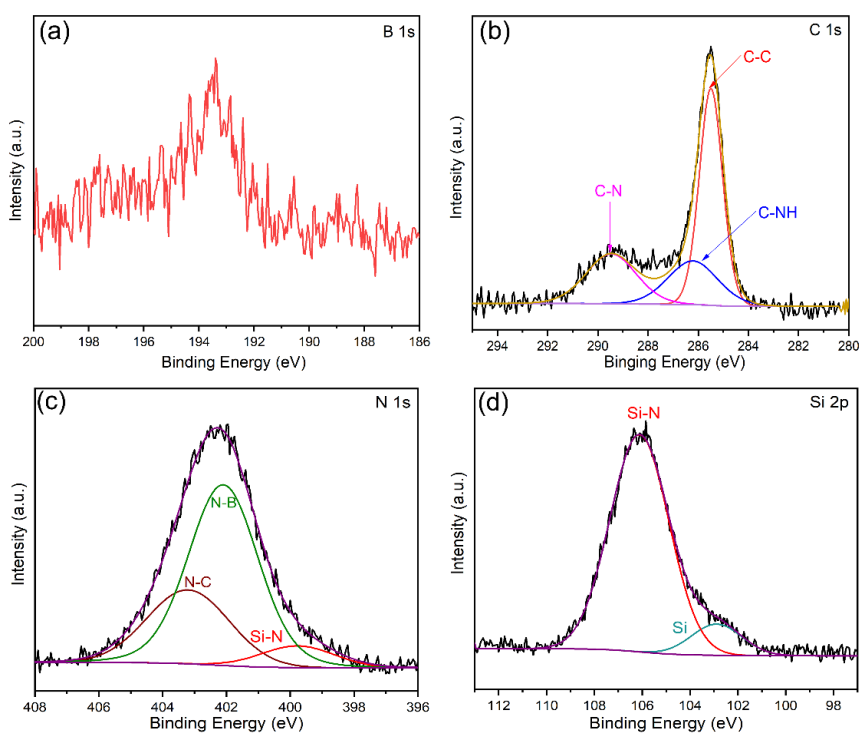 (a)
B 1s
Intensity (a.u.)
200 198 196 194 192 190 188 186
Binding Energy (eV)
(b)
C 1s
C-C
C-N
C-NH
Intensity (a.u.)
294 292 290 288 286 284 282 280
Binging Energy (eV)
(c)
N 1s
N-B
N-C
Si-N
Intensity (a.u.)
408 406 404 402 400 398 396
Binding Energy (eV)
(d)
Si 2p
Si-N
Si
Intensity (a.u.)
112 110 108 106 104 102 100 98
Binding Energy (eV)